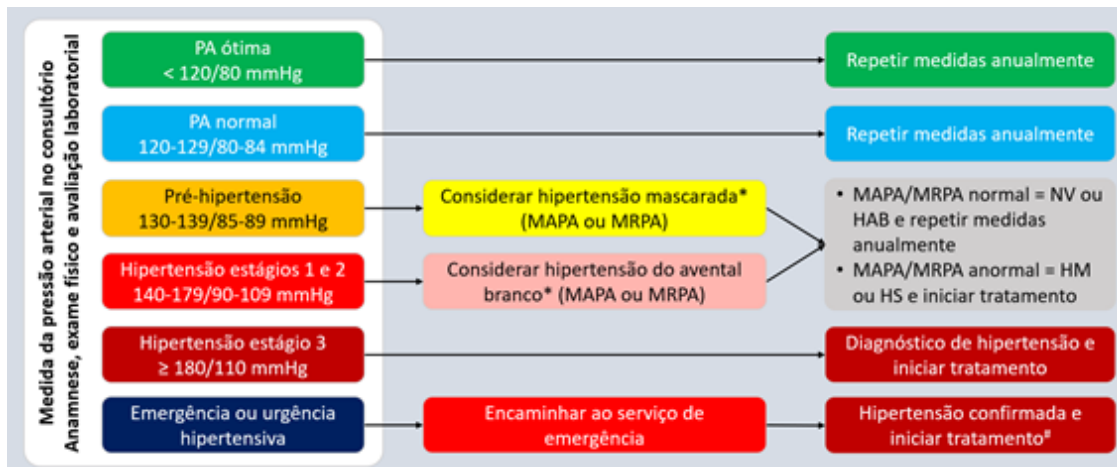 Medida da pressão arterial no consultório
Anamnese, exame físico e avaliação laboratorial
PA ótima
< 120/80 mmHg
Repetir medidas anualmente
PA normal
120-129/80-84 mmHg
Repetir medidas anualmente
Pré-hipertensão
130-139/85-89 mmHg
Considerar hipertensão mascarada*
(MAPA ou MRPA)
Hipertensão estágios 1 e 2
140-179/90-109 mmHg
Considerar hipertensão do avental
branco* (MAPA ou MRPA)
• MAPA/MRPA normal = NV ou
HAB e repetir medidas
anualmente
• MAPA/MRPA anormal = HM
ou HS e iniciar tratamento
Hipertensão estágio 3
≥ 180/110 mmHg
Diagnóstico de hipertensão e
iniciar tratamento
Emergência ou urgência
hipertensiva
Encaminhar ao serviço de
emergência
Hipertensão confirmada e
iniciar tratamento#